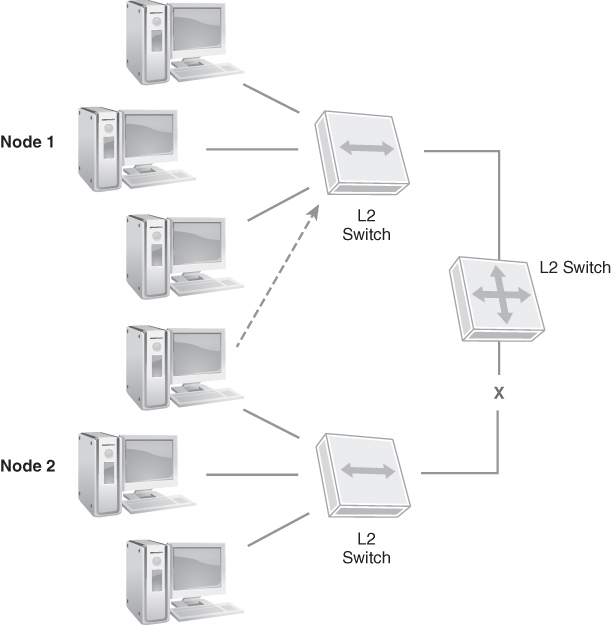 Node 1
L2
Switch
L2 Switch
X
Node 2
L2
Switch